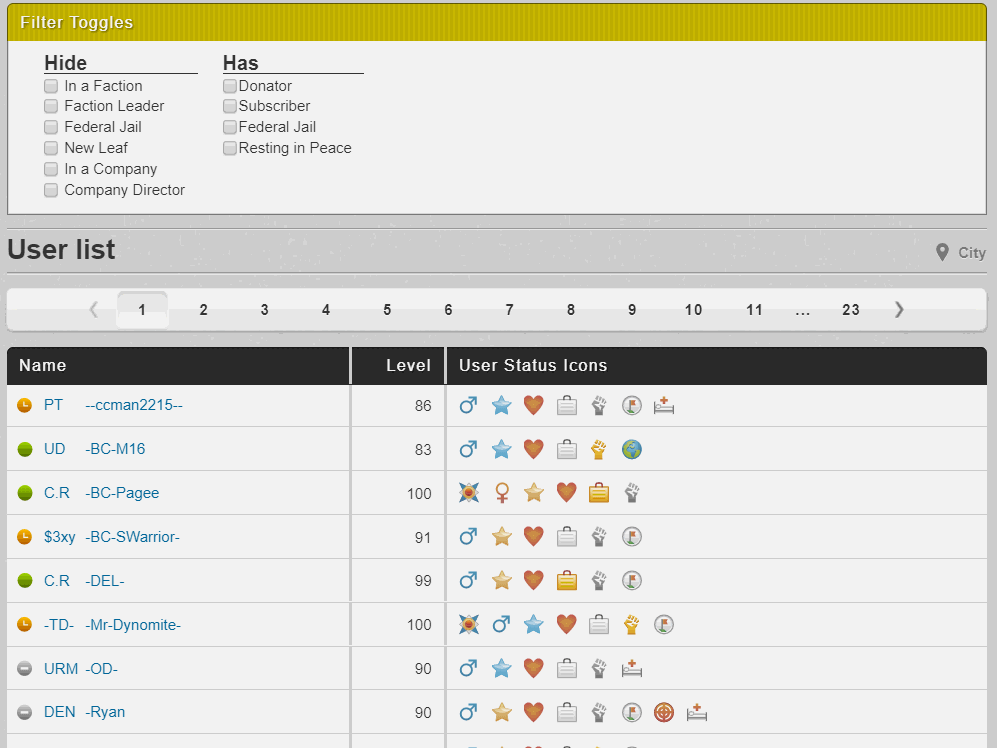 Filter Toggles
Hide Has
In a Faction Donator
Faction Leader Subscriber
Federal Jail Federal Jail
New Leaf Resting in Peace
In a Company
Company Director
User list City
1 2 3 4 5 6 7 8 9 10 11 ... 23
Name Level User Status Icons
PT --ccman2215-- 86
UD -BC-M16 83
C.R -BC-Pagee 100
$3xy -BC-SWarrior- 91
C.R -DEL- 99
-TD- -Mr-Dynomite- 100
URM -OD- 90
DEN -Ryan 90